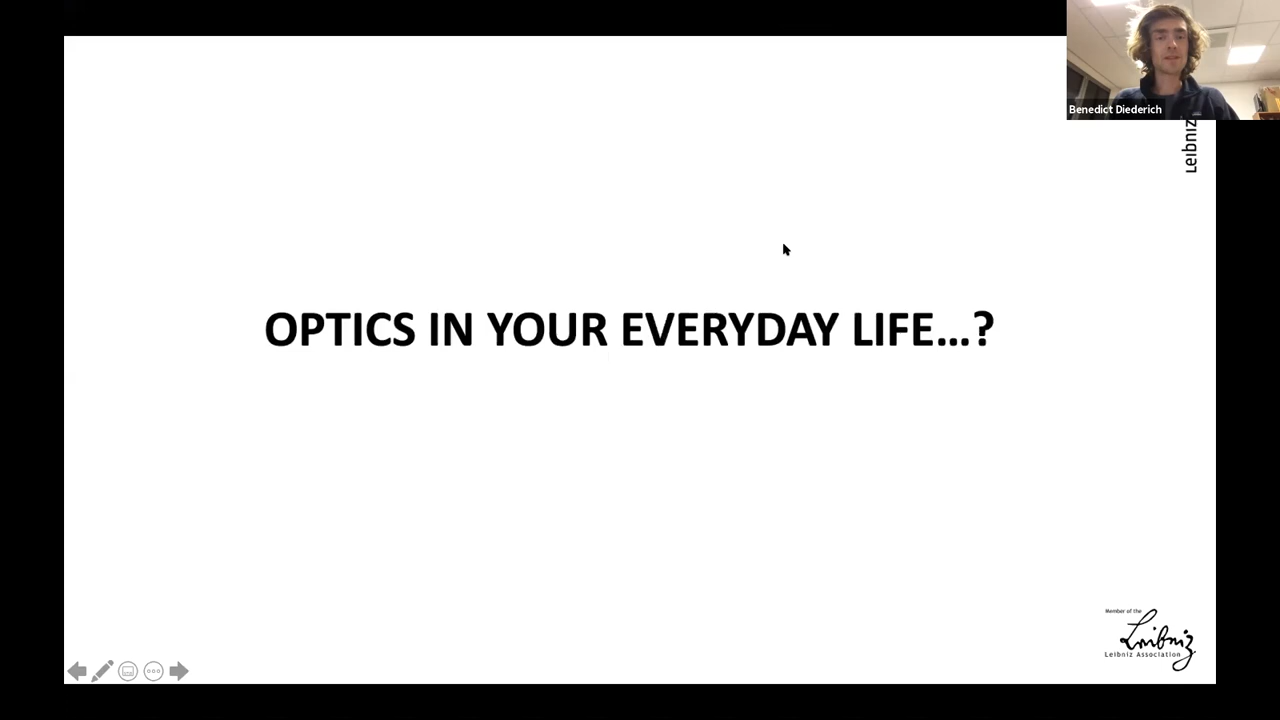 Benedict Diederich
Leibniz
OPTICS IN YOUR EVERYDAY LIFE...?
Member of the
Leibniz
Leibniz Association